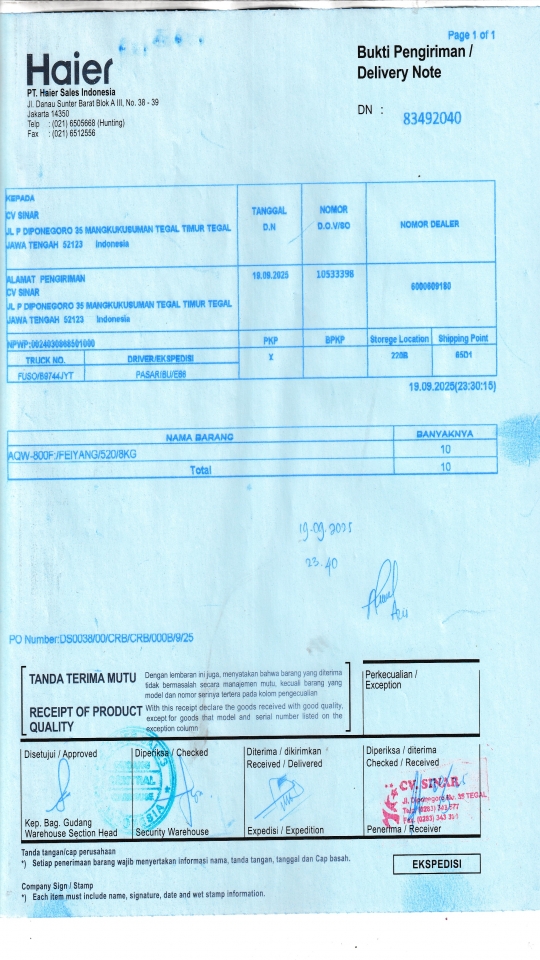 Page 1 of 1
Haier
PT. Haier Sales Indonesia
Jl. Danau Sunter Barat Blok A III, No. 38 - 39
Jakarta 14350
Telp : (021) 6505668 (Hunting)
Fax : (021) 6512556
Bukti Pengiriman /
Delivery Note
DN : 83492040
KEPADA
CV SINAR
JL P DIPONEGORO 35 MANGKUKUSUMAN TEGAL TIMUR TEGAL
JAWA TENGAH 52123 Indonesia
TANGGAL
D.N
NOMOR
D.O.V/SO
NOMOR DEALER
ALAMAT PENGIRIMAN
CV SINAR
JL P DIPONEGORO 35 MANGKUKUSUMAN TEGAL TIMUR TEGAL
JAWA TENGAH 52123 Indonesia
19.09.2025
10533398
6000609180
NPWP:0024030868501000
PKP
BPKP
Storege Location
Shipping Point
TRUCK NO.
DRIVER/EKSPEDISI
X
220B
65D1
FUSO/B9744JYT
PASARIBU/E88
19.09.2025(23:30:15)
NAMA BARANG
BANYAKNYA
AQW-800F:/FEIYANG/520/8KG
10
Total
10
19.09.2025
23.40
PO Number:DS0038/00/CRB/CRB/000B/9/25
TANDA TERIMA MUTU
Dengan lembaran ini juga, menyatakan bahwa barang yang diterima
tidak bermasalah secara manajemen mutu, kecuali barang yang
model dan nomor serinya tertera pada kolom pengecualian
RECEIPT OF PRODUCT
QUALITY
With this receipt declare the goods received with good quality,
except for goods that model and serial number listed on the
exception column
Perkecualian /
Exception
Disetujui / Approved
Diperiksa / Checked
Diterima / dikirimkan
Received / Delivered
Diperiksa / diterima
Checked / Received
CV. SINAR
Jl. Diponegoro No. 35 TEGAL
Kep. Bag. Gudang
Warehouse Section Head
Security Warehouse
Expedisi / Expedition
Penerima / Receiver
Tanda tangan/cap perusahaan
*) Setiap penerimaan barang wajib menyertakan informasi nama, tanda tangan, tanggal dan Cap basah.
EKSPEDISI
Company Sign / Stamp
*) Each item must include name, signature, date and wet stamp information.